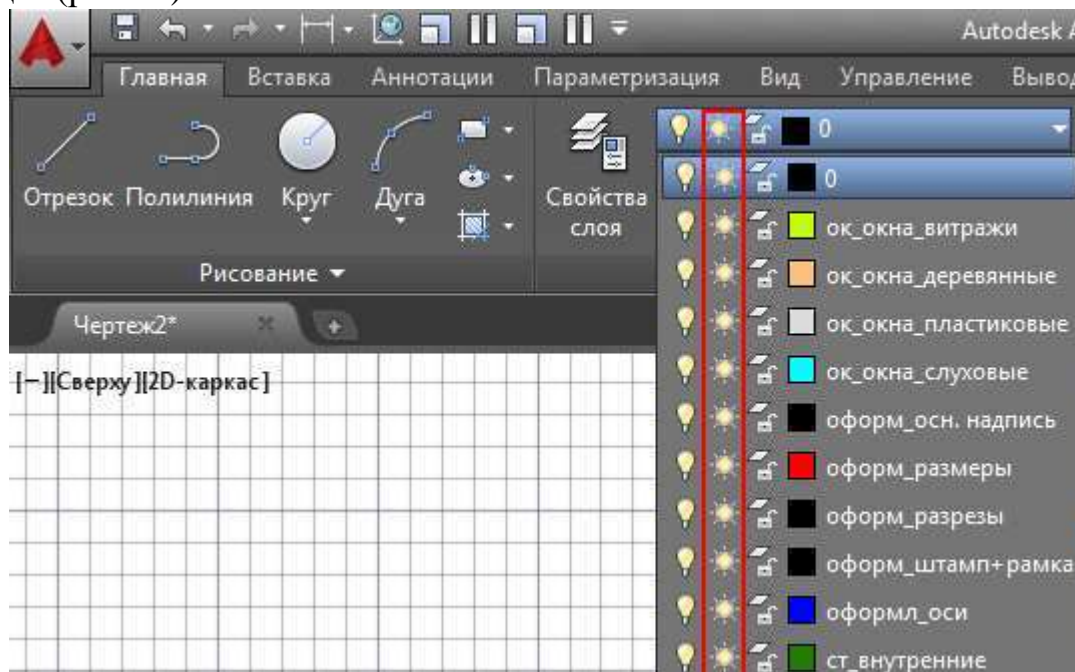 Autodesk A
Главная Вставка Аннотации Параметризация Вид Управление Вывод
0
0
Отрезок Полилиния Круг Дуга Свойства слоя
ок_окна_витражи
Рисование
ок_окна_деревянные
Чертеж2*
ок_окна_пластиковые
[−][Сверху][2D-каркас]
ок_окна_слуховые
оформ_осн. надпись
оформ_размеры
оформ_разрезы
оформ_штамп+рамка
оформл_оси
ст_внутренние